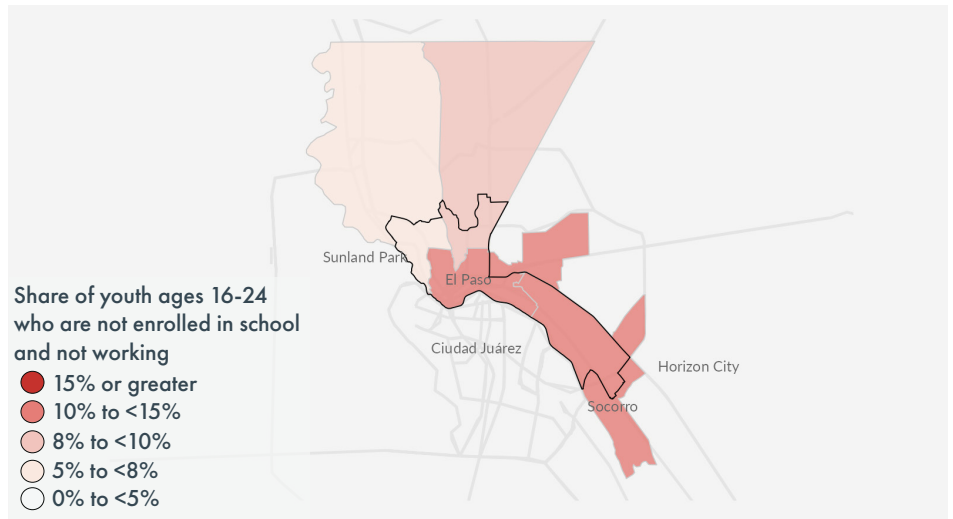 Sunland Park
El Paso
Share of youth ages 16-24
who are not enrolled in school
and not working
15% or greater
10% to <15%
8% to <10%
5% to <8%
0% to <5%
Ciudad Juárez
Horizon City
Socorro